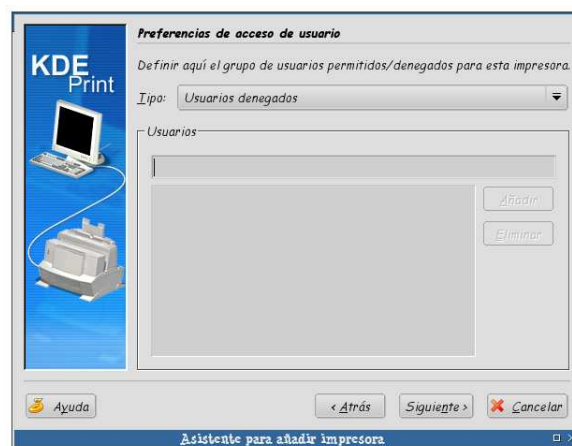 Preferencias de acceso de usuario
KDE
Print
Definir aquí el grupo de usuarios permitidos/denegados para esta impresora.
Tipo: Usuarios denegados
Usuarios
Añadir
Eliminar
Ayuda
< Atrás
Siguiente >
Cancelar
Asistente para añadir impresora